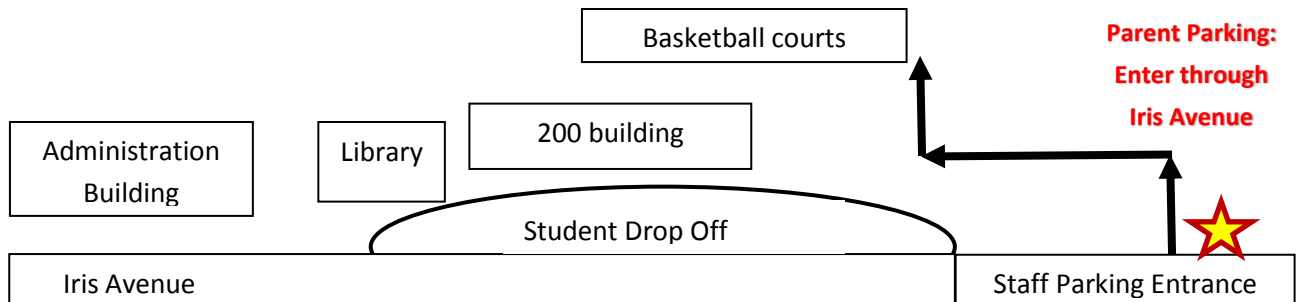 Basketball courts
Parent Parking:
Enter through
Iris Avenue
Administration
Building
Library
200 building
Student Drop Off
Iris Avenue
Staff Parking Entrance